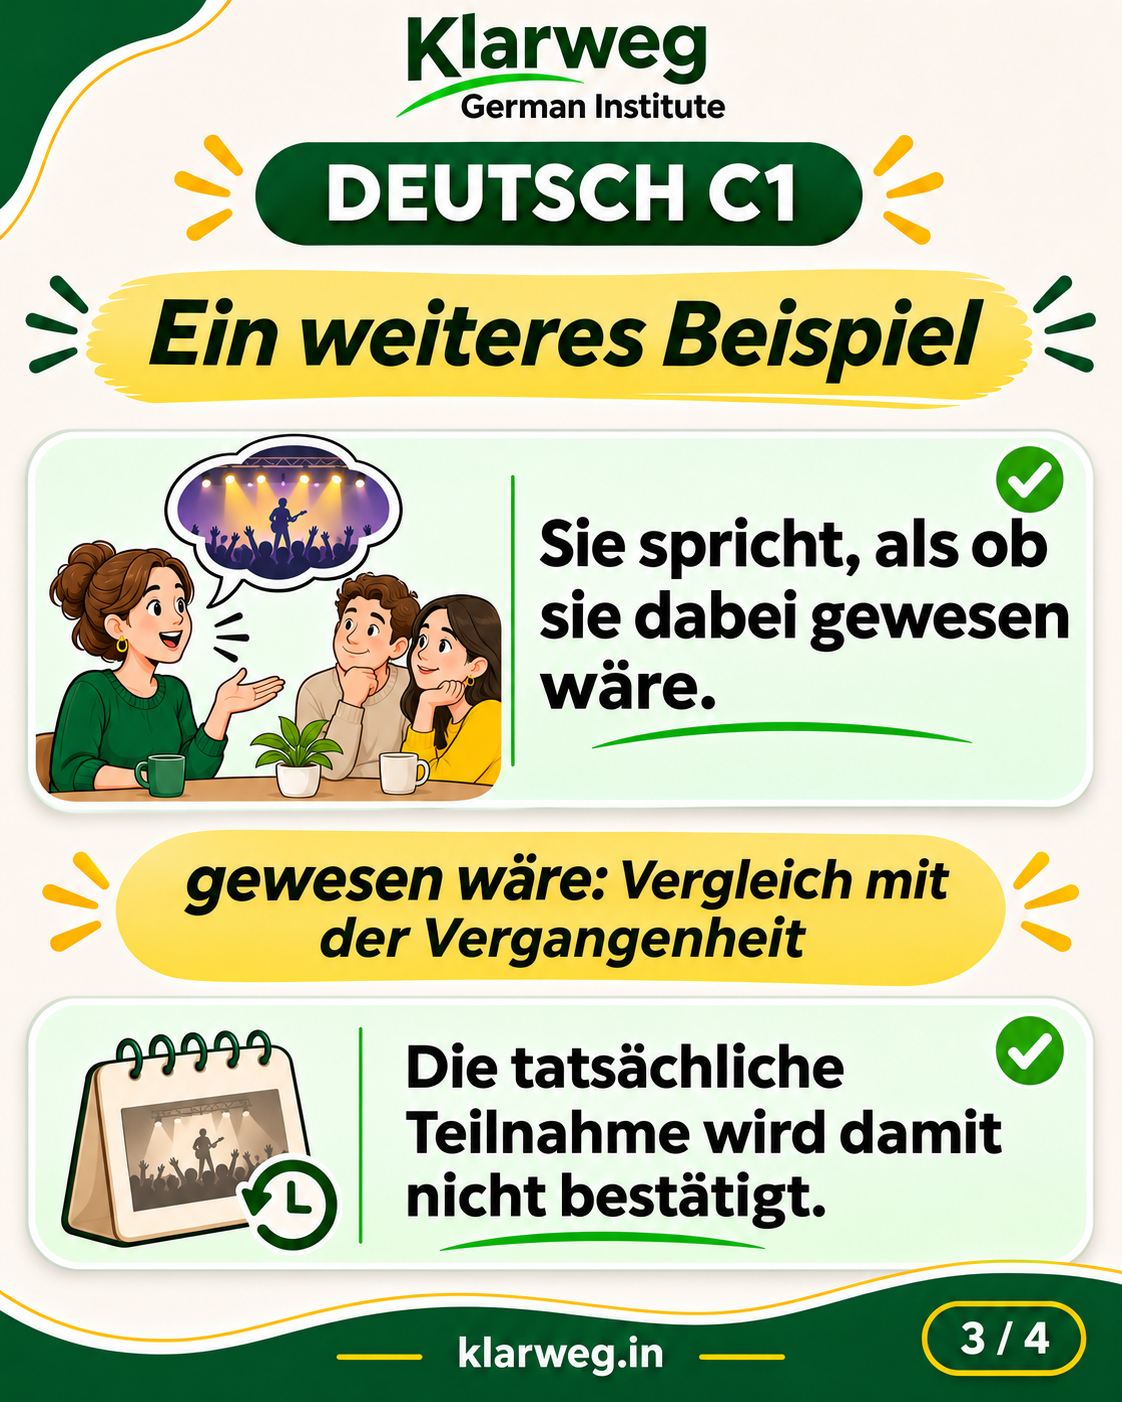 Klarweg
German Institute
DEUTSCH C1
Ein weiteres Beispiel
Sie spricht, als ob
sie dabei gewesen
wäre.
gewesen wäre: Vergleich mit
der Vergangenheit
Die tatsächliche
Teilnahme wird damit
nicht bestätigt.
klarweg.in
3 / 4